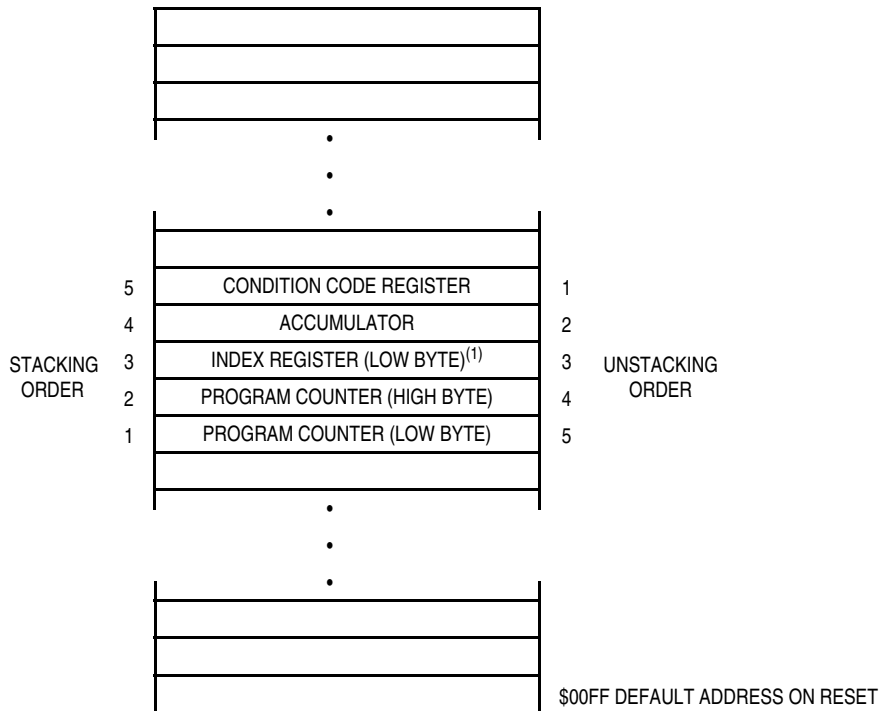 •
•
•
5 CONDITION CODE REGISTER 1
4 ACCUMULATOR 2
STACKING ORDER
3 INDEX REGISTER (LOW BYTE)(1) 3
UNSTACKING ORDER
2 PROGRAM COUNTER (HIGH BYTE) 4
1 PROGRAM COUNTER (LOW BYTE) 5
•
•
•
$00FF DEFAULT ADDRESS ON RESET